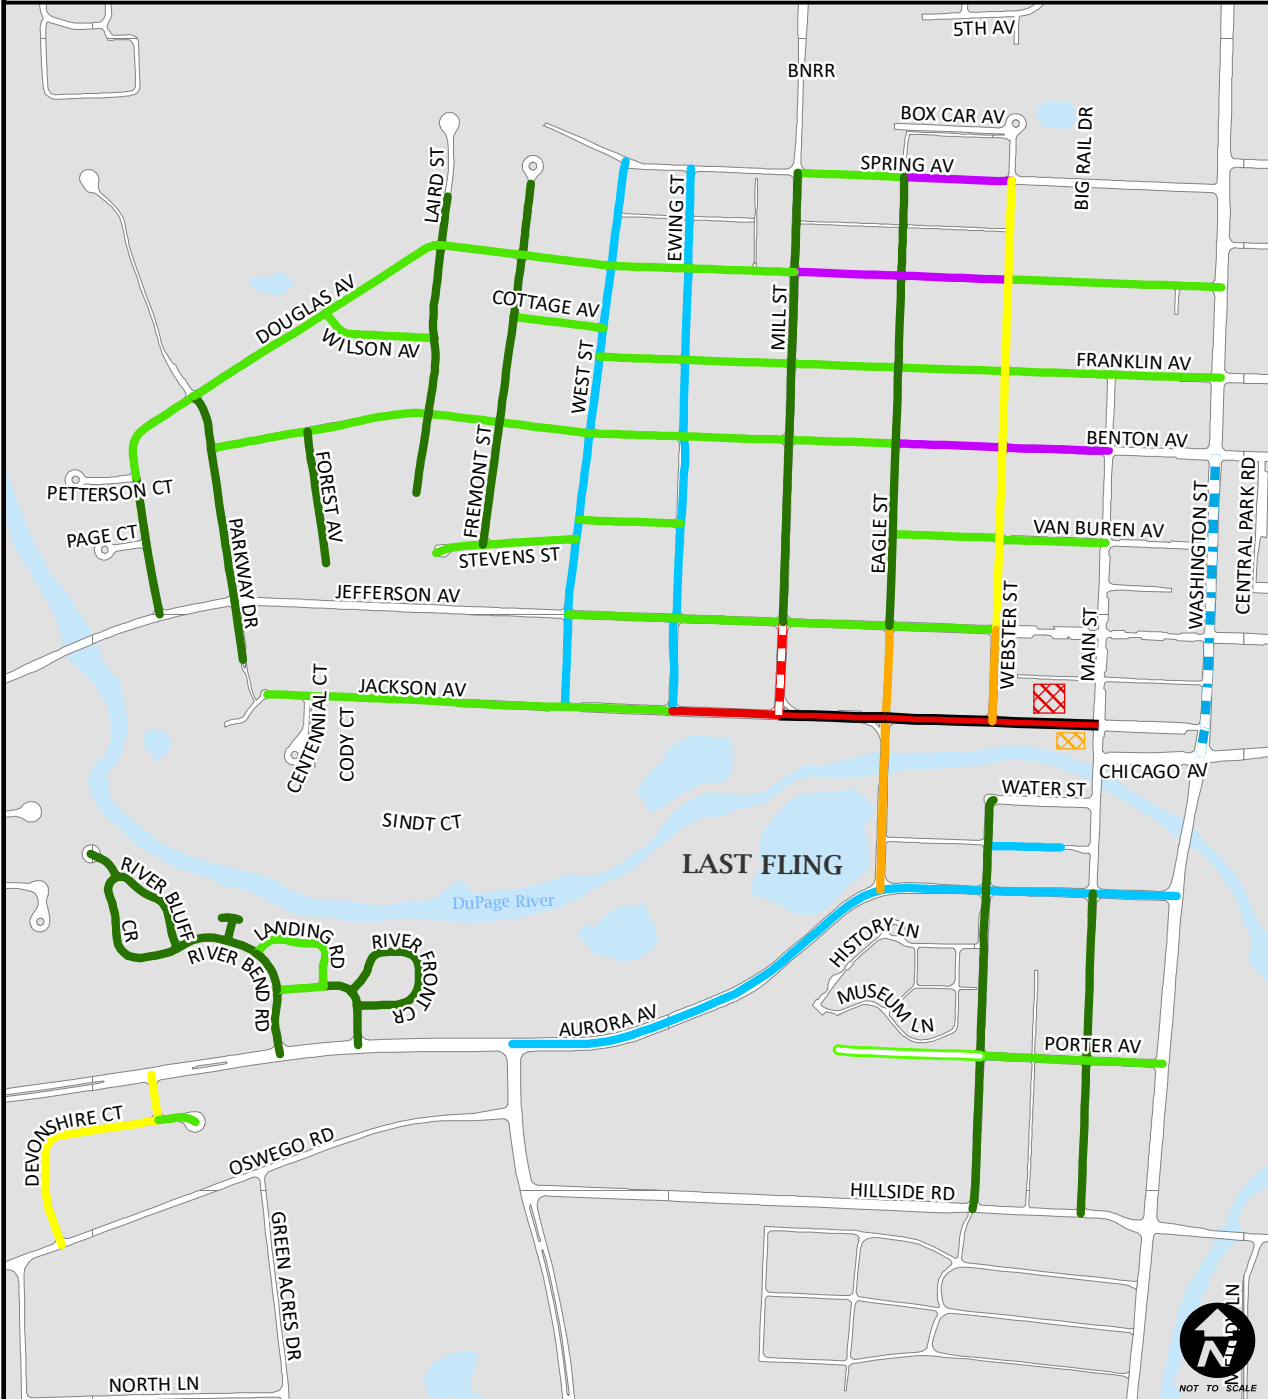 5TH AV
BNRR
BOX CAR AV
BIG RAIL DR
SPRING AV
LAIRD ST
EWING ST
DOUGLAS AV
COTTAGE AV
MILL ST
WILSON AV
WEST ST
FRANKLIN AV
BENTON AV
FREMONT ST
FOREST AV
PETTERSON CT
PAGE CT
PARKWAY DR
EAGLE ST
WASHINGTON ST
CENTRAL PARK RD
VAN BUREN AV
STEVENS ST
JEFFERSON AV
WEBSTER ST
MAIN ST
JACKSON AV
CENTENNIAL CT
CODY CT
CHICAGO AV
WATER ST
SINDT CT
LAST FLING
RIVER BLUFF
CR
DuPage River
LANDING RD
RIVER FRONT
CR
RIVER BEND RD
HISTORY LN
MUSEUM LN
AURORA AV
PORTER AV
DEVONSHIRE CT
OSWEGO RD
HILLSIDE RD
GREEN ACRES DR
NORTH LN
LN
N
NOT TO SCALE